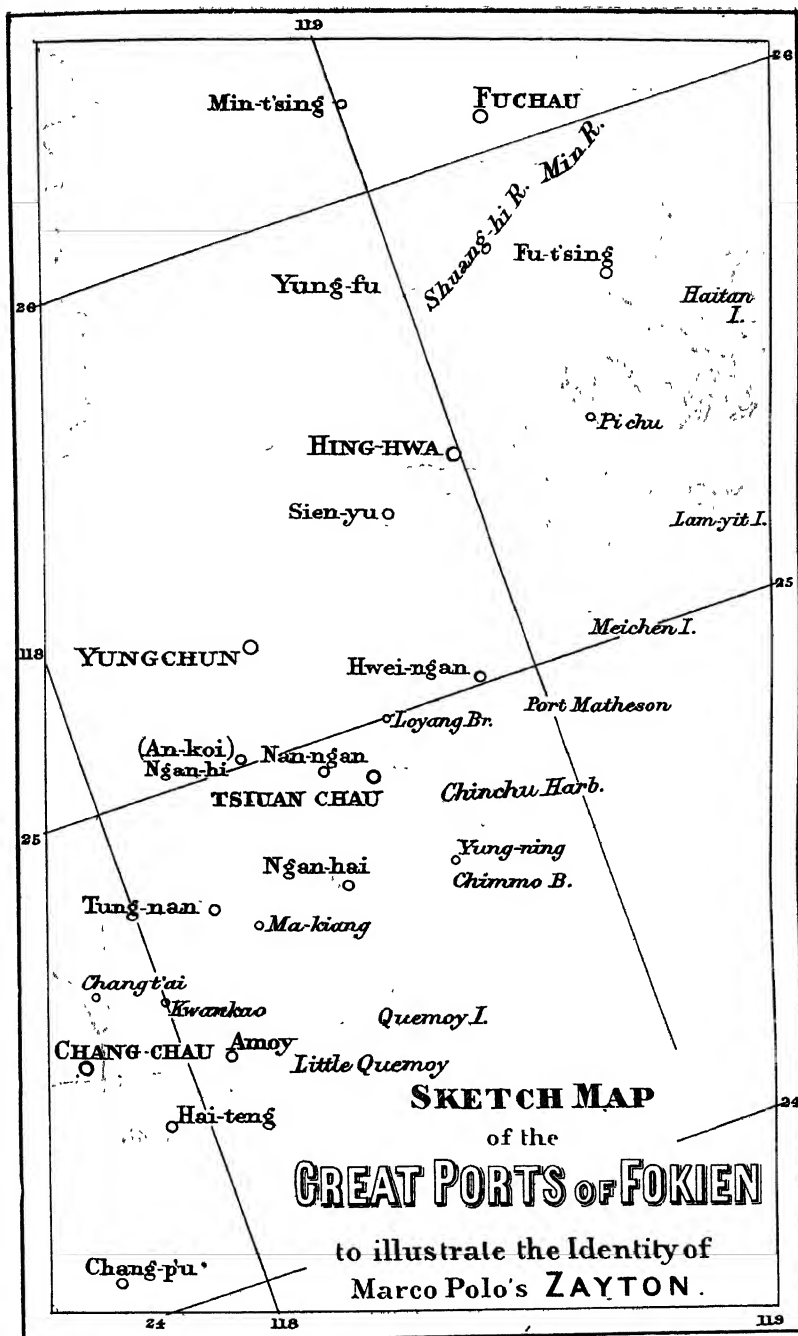 119
26
Min-t'sing
FUCHAU
Min R.
Shuang-hi R.
Fu-t'sing
Yung-fu
Haitan
I.
26
Pi chu
HING-HWA
Sien-yu
Lam-yit I.
25
Meichen I.
118
YUNGCHUN
Hwei-ngan
Port Matheson
Loyang Br.
(An-koi)
Ngan-hi
Nan-ngan
TSIUAN CHAU
Chinchu Harb.
25
Yung-ning
Chimmo B.
Ngan-hai
Tung-nan
Ma-kiang
Changt'ai
Kwankao
Quemoy I.
CHANG-CHAU
Amoy
Little Quemoy
Hai-teng
SKETCH MAP
of the
GREAT PORTS OF FOKIEN
to illustrate the Identity of
Marco Polo's ZAYTON.
24
Chang-p'u
24
118
119